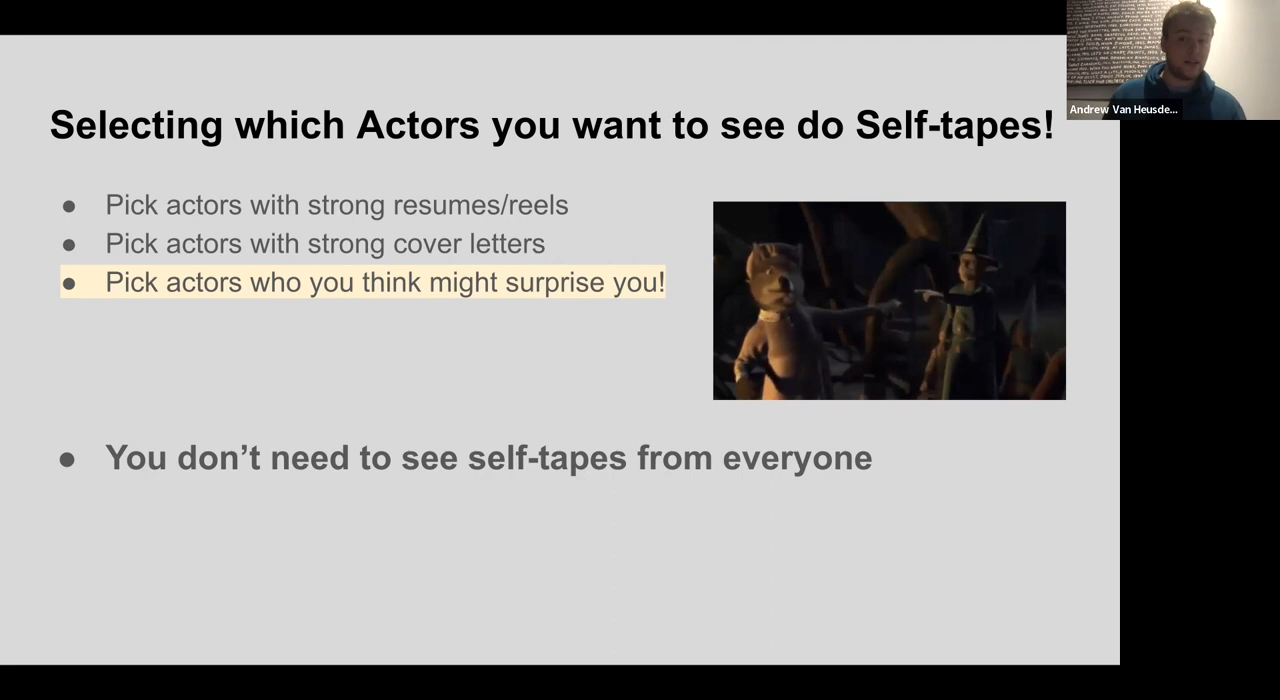 Selecting which Actors you want to see do Self-tapes!
● Pick actors with strong resumes/reels
● Pick actors with strong cover letters
● Pick actors who you think might surprise you!
● You don’t need to see self-tapes from everyone
Andrew Van Heusde...